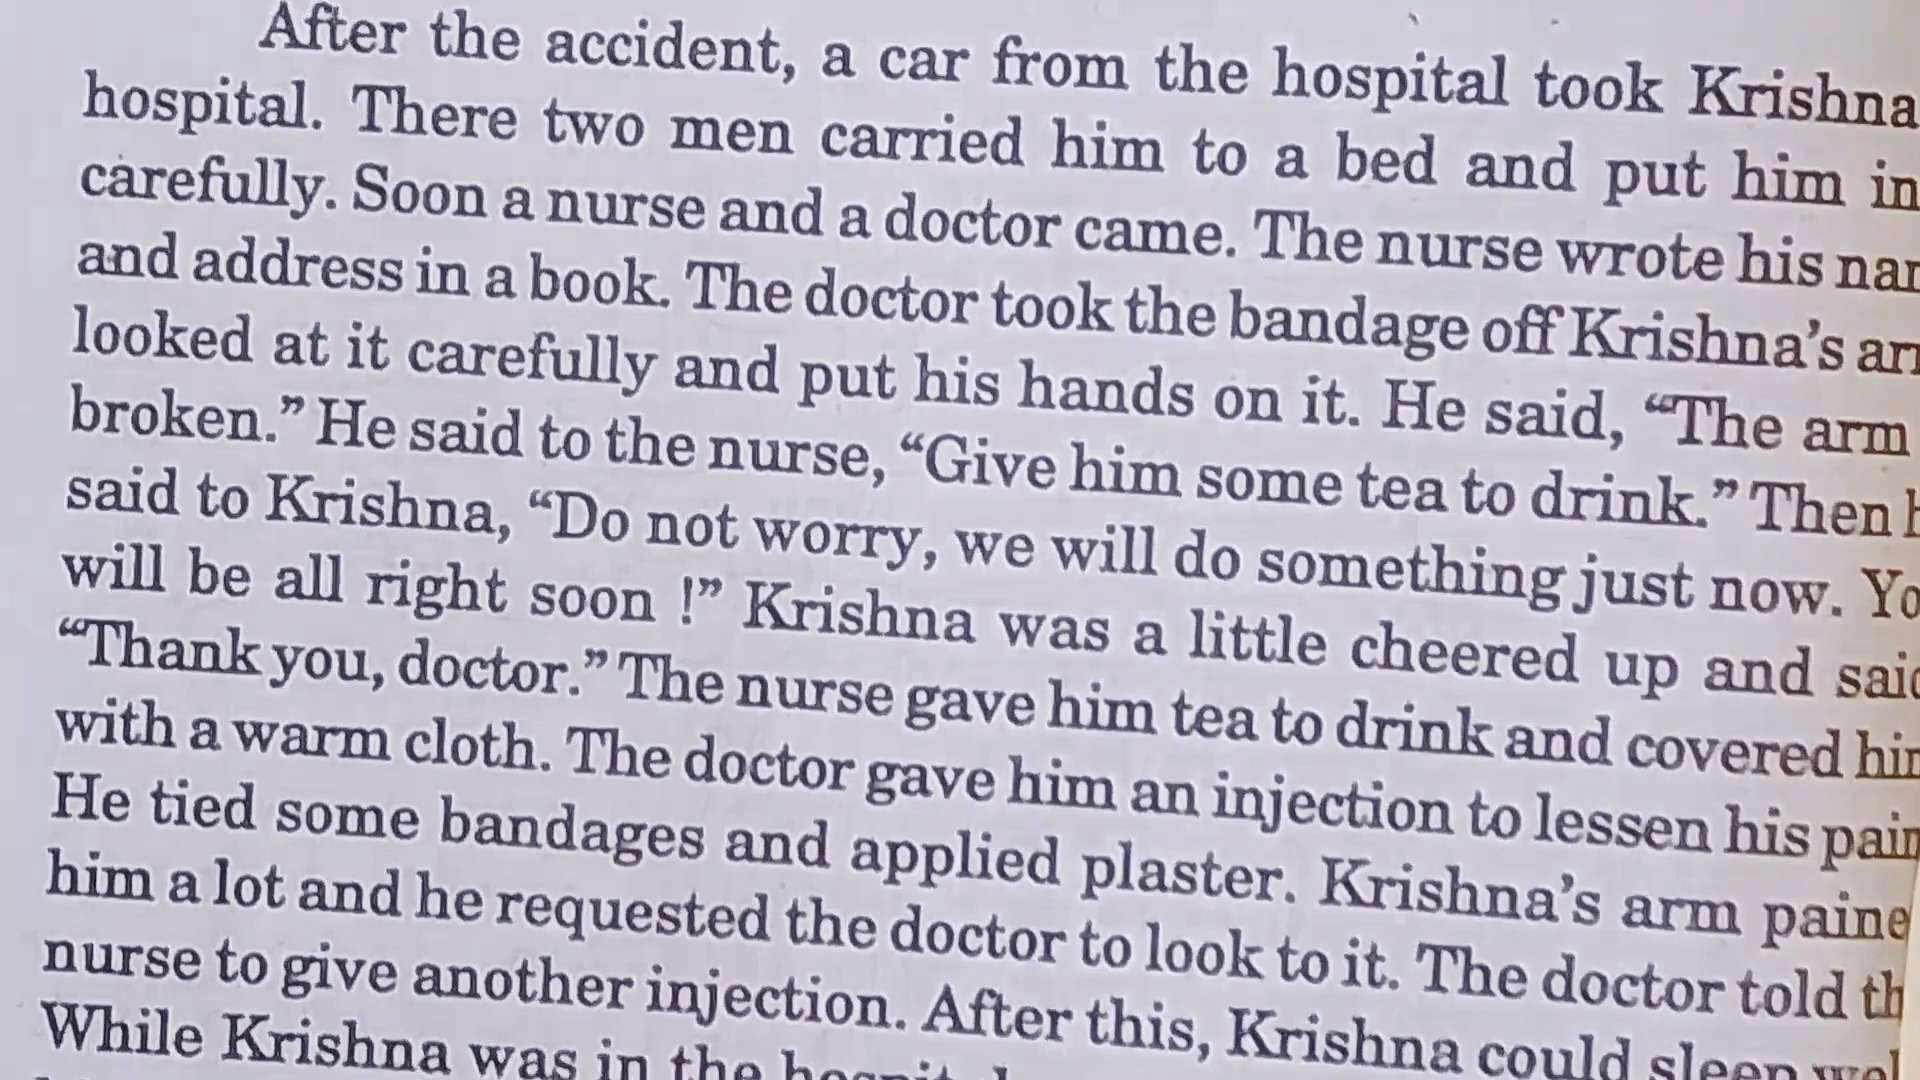 After the accident, a car from the hospital took Krishna
hospital. There two men carried him to a bed and put him in
carefully. Soon a nurse and a doctor came. The nurse wrote his
and address in a book. The doctor took the bandage off Krishna's
looked at it carefully and put his hands on it. He said, “The arm
broken.” He said to the nurse, “Give him some tea to drink.” Then
said to Krishna, “Do not worry, we will do something just now.
will be all right soon !” Krishna was a little cheered up and
“Thank you, doctor.” The nurse gave him tea to drink and covered
with a warm cloth. The doctor gave him an injection to lessen his
He tied some bandages and applied plaster. Krishna's arm
him a lot and he requested the doctor to look to it. The doctor told
nurse to give another injection. After this, Krishna could sleep
While Krishna was in the